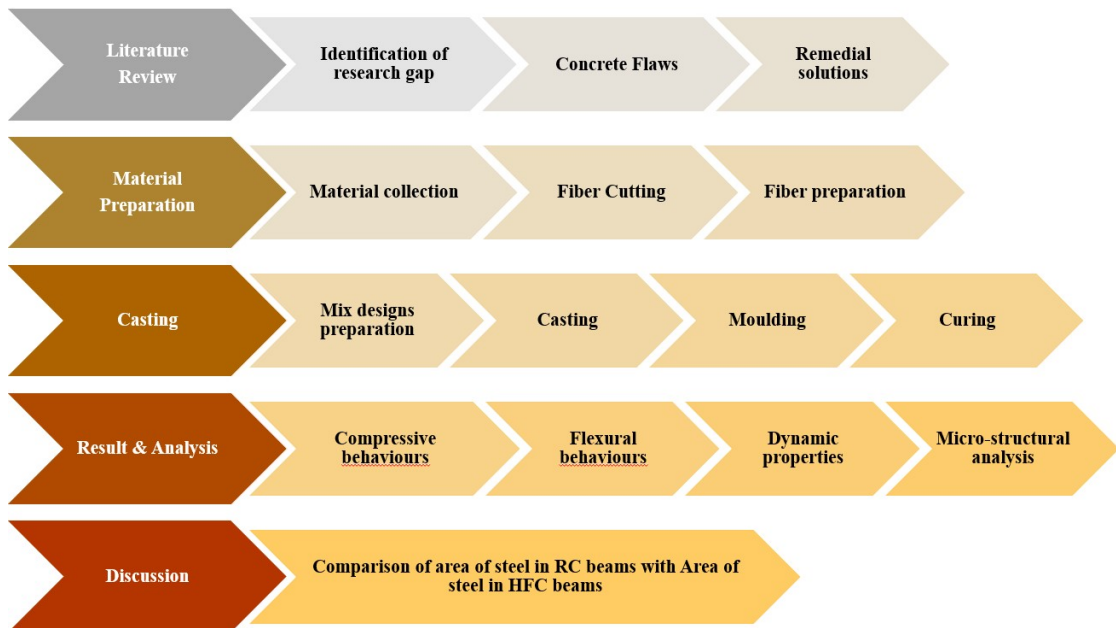 Literature
Review
Identification of
research gap
Concrete Flaws
Remedial
solutions
Material
Preparation
Material collection
Fiber Cutting
Fiber preparation
Casting
Mix designs
preparation
Casting
Moulding
Curing
Result & Analysis
Compressive
behaviours
Flexural
behaviours
Dynamic
properties
Micro-structural
analysis
Discussion
Comparison of area of steel in RC beams with Area of
steel in HFC beams